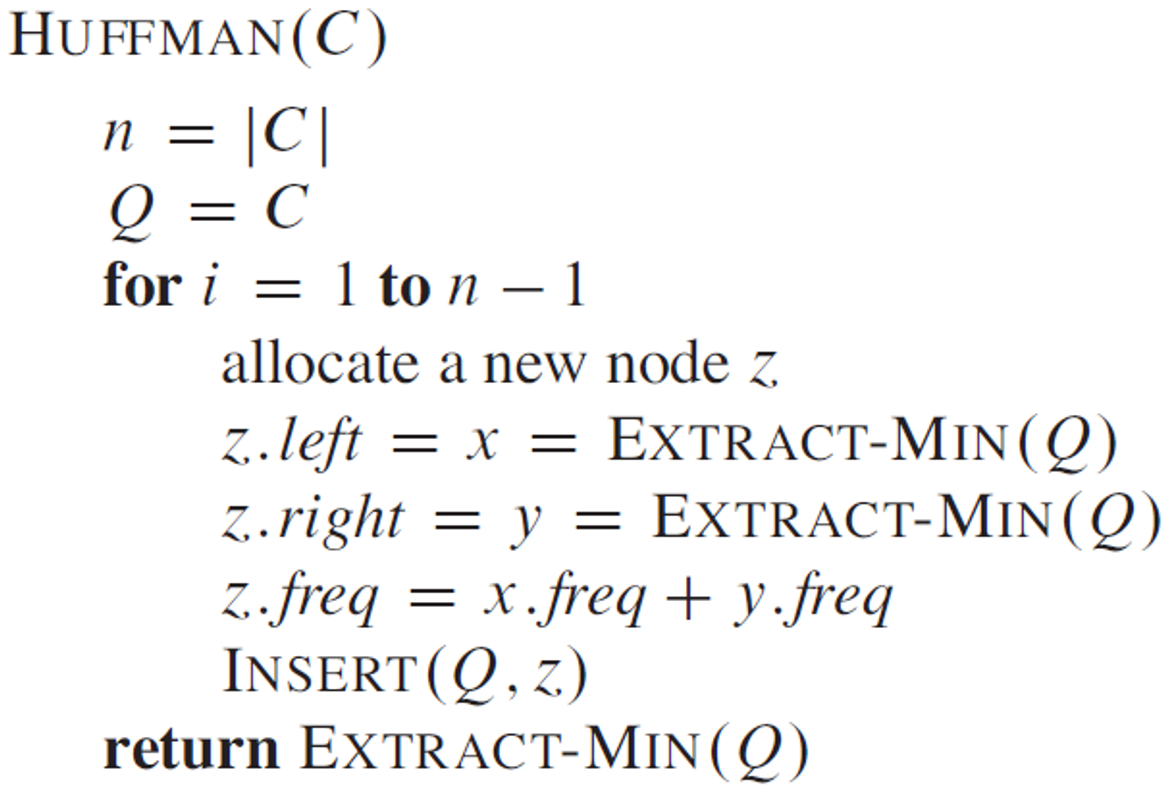 HUFFMAN(C)
n = |C|
Q = C
for i = 1 to n − 1
allocate a new node z
z.left = x = EXTRACT-MIN(Q)
z.right = y = EXTRACT-MIN(Q)
z.freq = x.freq + y.freq
INSERT(Q, z)
return EXTRACT-MIN(Q)